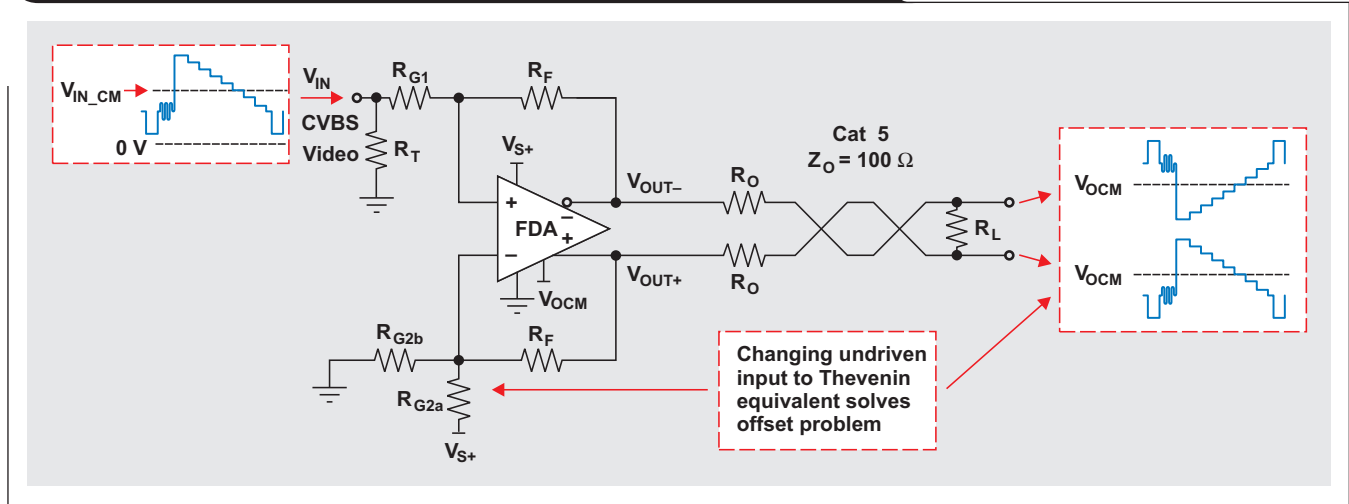 V_IN_CM
0 V
V_IN
CVBS
Video
R_G1
R_T
R_F
V_S+
+
−
FDA
−
+
V_OCM
V_OUT–
V_OUT+
R_O
R_O
Cat 5
Z_O = 100 Ω
R_L
V_OCM
V_OCM
R_G2b
R_F
R_G2a
V_S+
Changing undriven
input to Thevenin
equivalent solves
offset problem